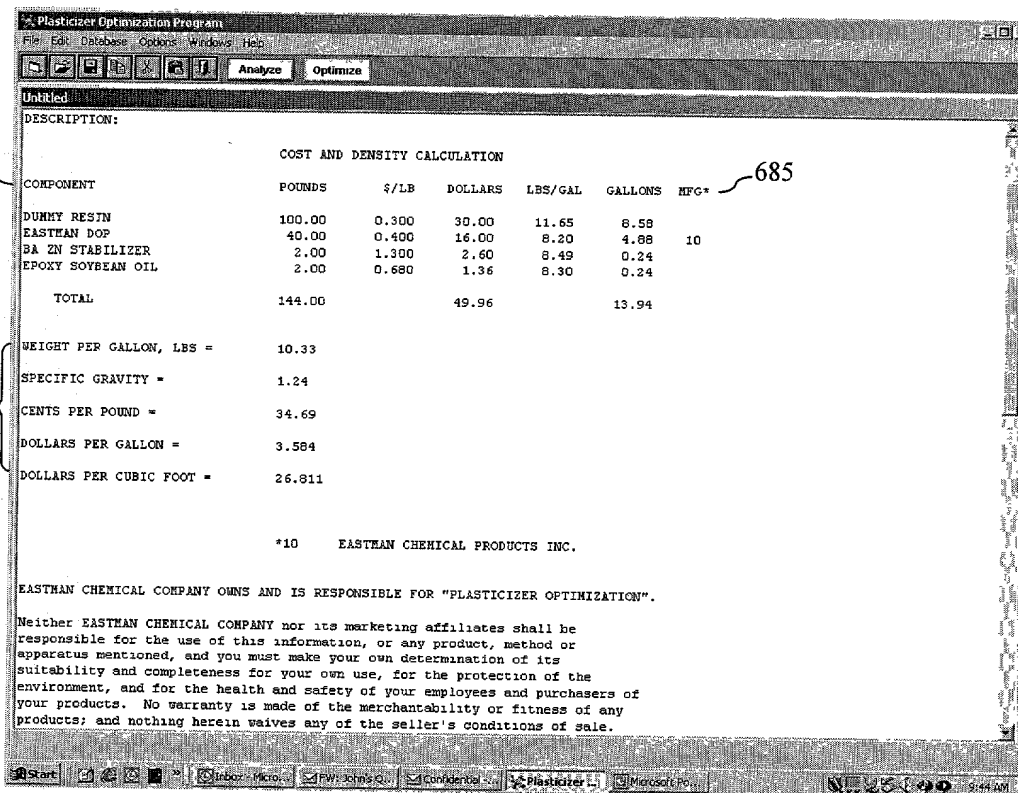 Plasticizer Optimization Program
File Edit Database Options Windows Help
Analyze Optimize
Untitled
DESCRIPTION:
COST AND DENSITY CALCULATION
685
COMPONENT POUNDS $/LB DOLLARS LBS/GAL GALLONS MFG*
DUMMY RESIN 100.00 0.300 30.00 11.65 8.58
EASTMAN DOP 40.00 0.400 16.00 8.20 4.88 10
BA ZN STABILIZER 2.00 1.300 2.60 8.49 0.24
EPOXY SOYBEAN OIL 2.00 0.680 1.36 8.30 0.24
TOTAL 144.00 49.96 13.94
WEIGHT PER GALLON, LBS = 10.33
SPECIFIC GRAVITY = 1.24
CENTS PER POUND = 34.69
DOLLARS PER GALLON = 3.584
DOLLARS PER CUBIC FOOT = 26.811
*10 EASTMAN CHEMICAL PRODUCTS INC.
EASTMAN CHEMICAL COMPANY OWNS AND IS RESPONSIBLE FOR "PLASTICIZER OPTIMIZATION".
Neither EASTMAN CHEMICAL COMPANY nor its marketing affiliates shall be
responsible for the use of this information, or any product, method or
apparatus mentioned, and you must make your own determination of its
suitability and completeness for your own use, for the protection of the
environment, and for the health and safety of your employees and purchasers of
your products. No warranty is made of the merchantability or fitness of any
products; and nothing herein waives any of the seller's conditions of sale.
Start » Inbox - Micro... FW: John's Q... Confidential -... Plasticizer ... Microsoft Po... 9:44 AM